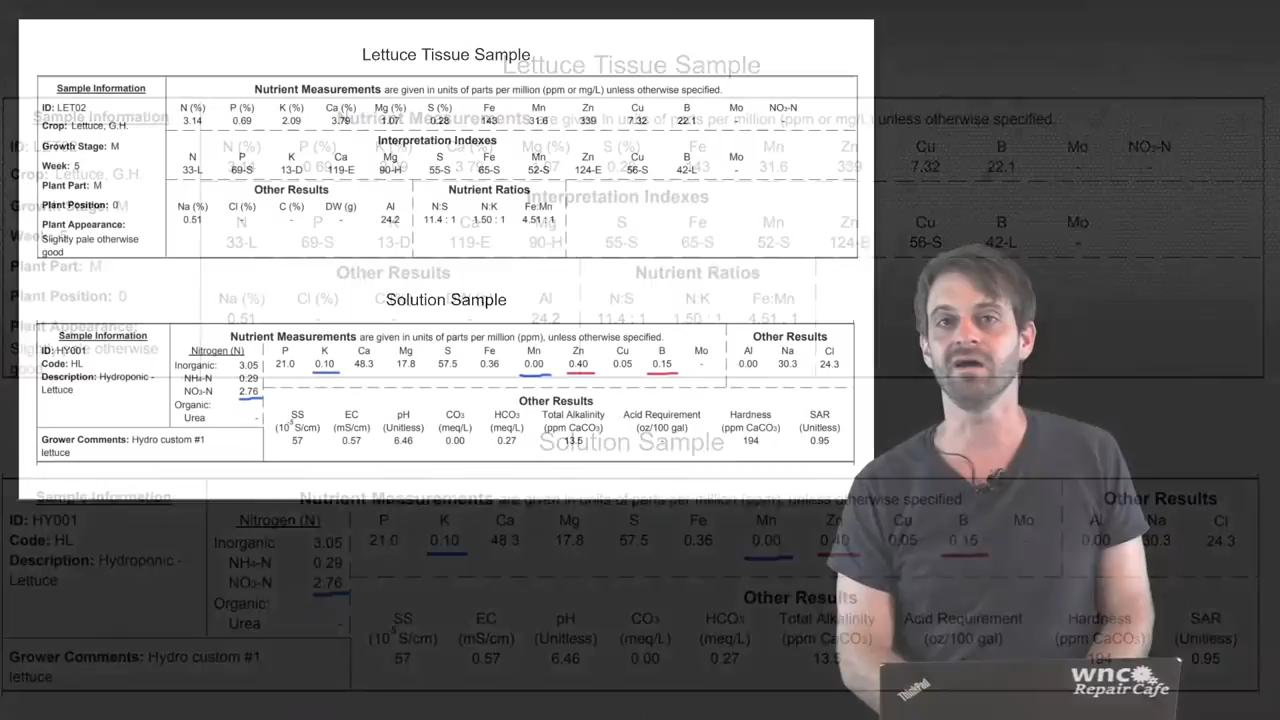 Lettuce Tissue Sample
Sample Information
ID: LET02
Crop: Lettuce, G.H.
Growth Stage: M
Week: 5
Plant Part: M
Plant Position: 0
Plant Appearance:
Slightly pale otherwise
good
Nutrient Measurements are given in units of parts per million (ppm or mg/L) unless otherwise specified.
N (%) P (%) K (%) Ca (%) Mg (%) S (%) Fe Mn Zn Cu B Mo NO3-N
3.14 0.69 2.09 3.79 1.07 0.28 143 31.6 339 7.32 22.1 - -
Interpretation Indexes
N P K Ca Mg S Fe Mn Zn Cu B Mo
33-L 69-S 13-D 119-E 90-H 55-S 65-S 52-S 124-E 56-S 42-L -
Other Results Nutrient Ratios
Na (%) Cl (%) C (%) DW (g) Al N:S N:K Fe:Mn
0.51 - - - 24.2 11.4 : 1 1.50 : 1 4.51 : 1
Solution Sample
Sample Information
ID: HY001
Code: HL
Description: Hydroponic -
Lettuce
Grower Comments: Hydro custom #1
lettuce
Nitrogen (N)
Inorganic: 3.05
NH4-N 0.29
NO3-N 2.76
Organic:
Urea -
Nutrient Measurements are given in units of parts per million (ppm), unless otherwise specified. Other Results
P K Ca Mg S Fe Mn Zn Cu B Mo Al Na Cl
21.0 0.10 48.3 17.8 57.5 0.36 0.00 0.40 0.05 0.15 - 0.00 30.3 24.3
Other Results
SS EC pH CO3 HCO3 Total Alkalinity Acid Requirement Hardness SAR
(10-5 S/cm) (mS/cm) (Unitless) (meq/L) (meq/L) (ppm CaCO3) (oz/100 gal) (ppm CaCO3) (Unitless)
57 0.57 6.46 0.00 0.27 13.5 - 194 0.95
ThinkPad
wnc
Repair Cafe